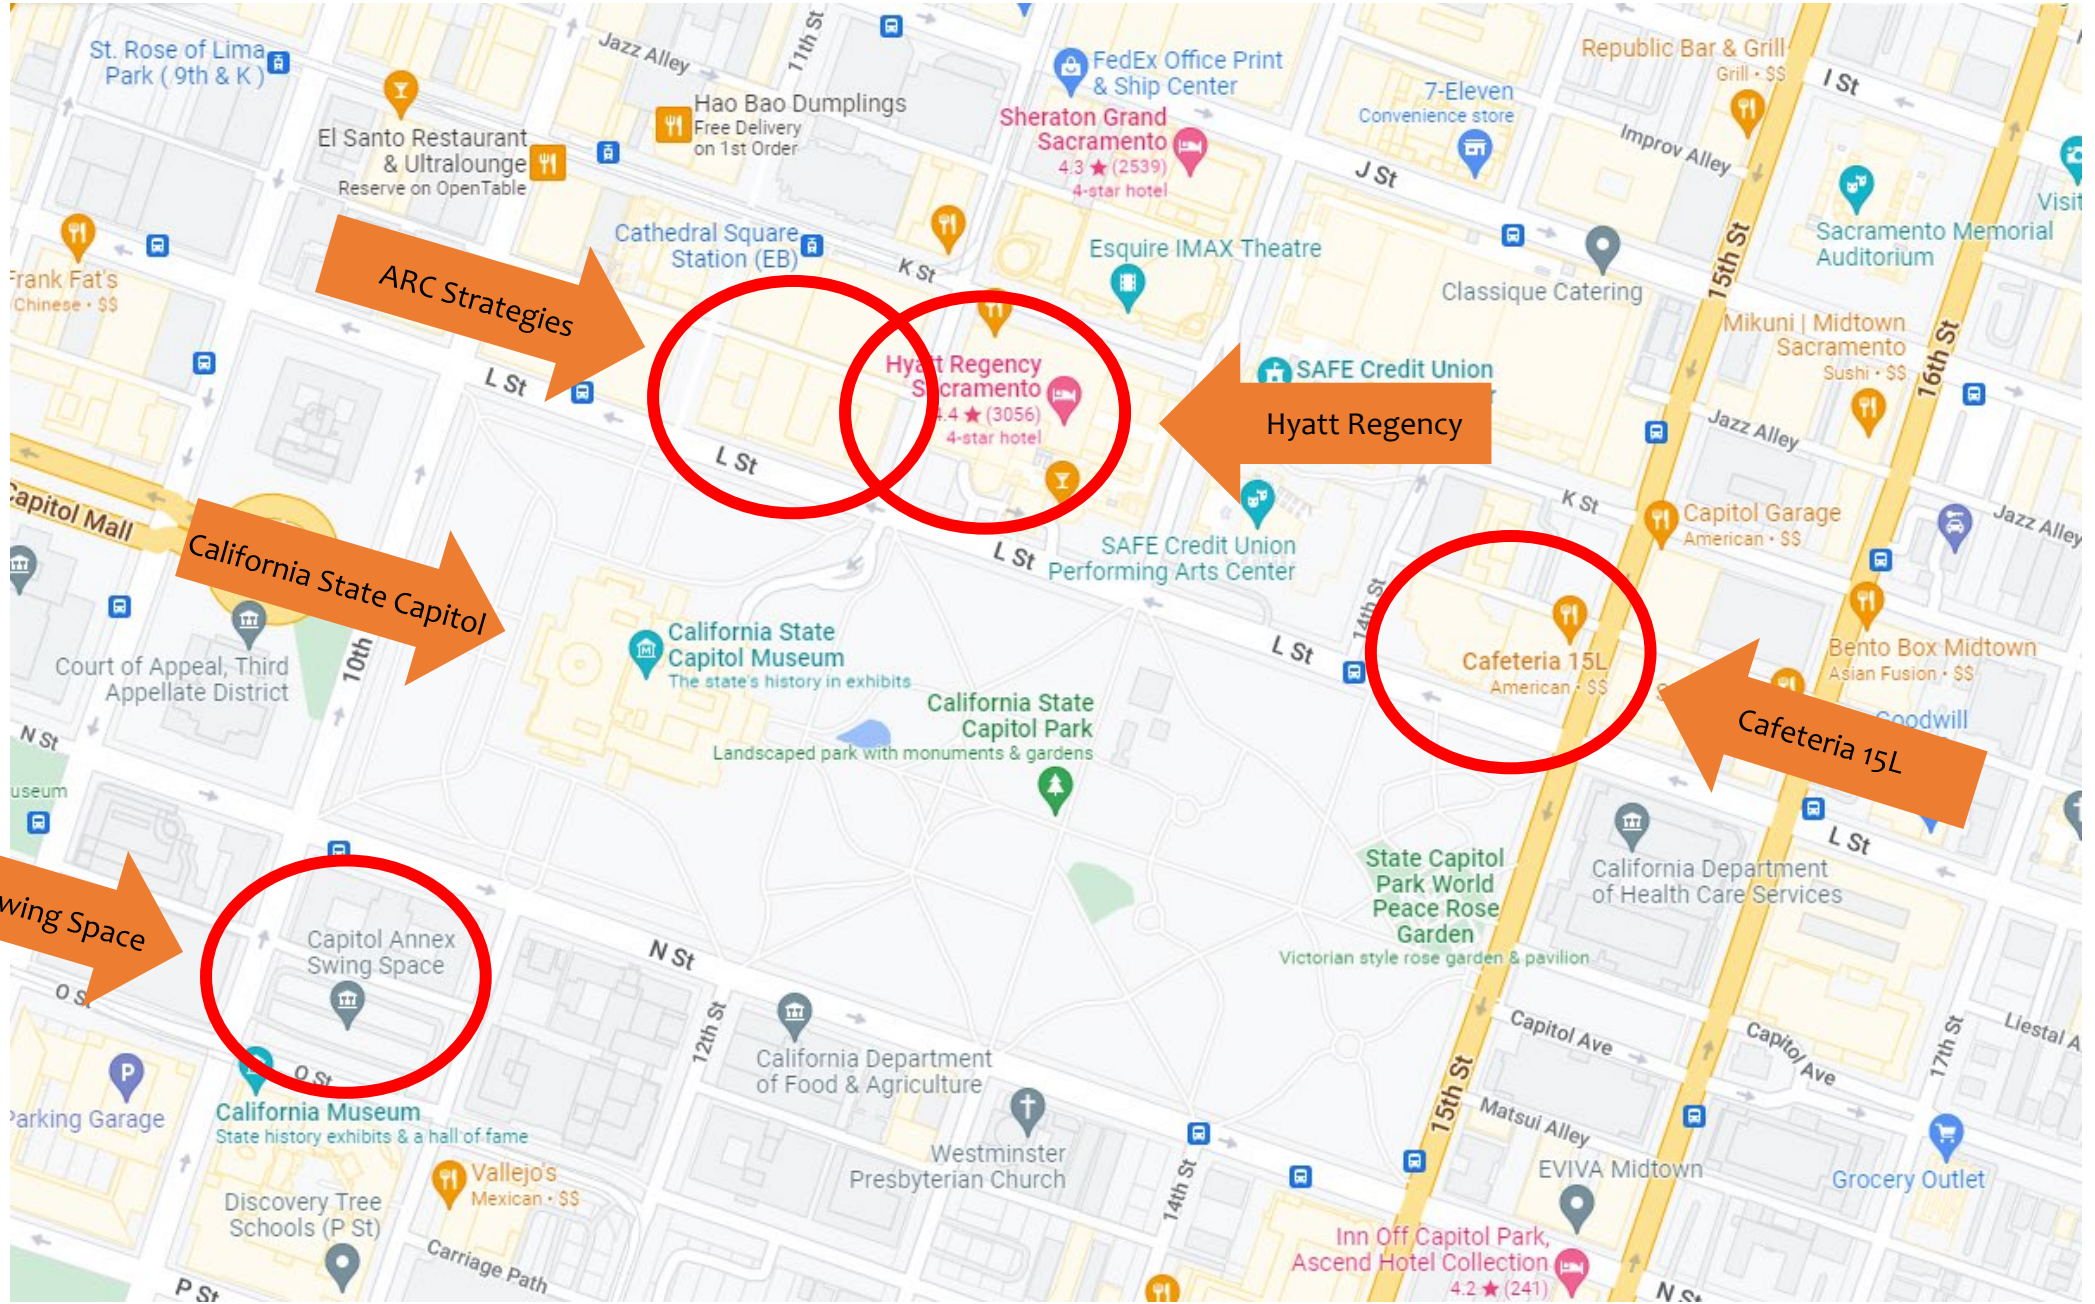 St. Rose of Lima
Park ( 9th & K )
Jazz Alley
11th St
El Santo Restaurant
& Ultralounge
Reserve on OpenTable
Hao Bao Dumplings
Free Delivery
on 1st Order
FedEx Office Print
& Ship Center
Sheraton Grand
Sacramento
4.3 ★ (2539)
4-star hotel
7-Eleven
Convenience store
Republic Bar & Grill
Grill · $$
I St
Improv Alley
J St
Sacramento Memorial
Auditorium
Visit
Frank Fat's
Chinese · $$
Cathedral Square
Station (EB)
K St
Esquire IMAX Theatre
Classique Catering
15th St
16th St
Mikuni | Midtown
Sacramento
Sushi · $$
ARC Strategies
L St
Hyatt Regency
Sacramento
4.4 ★ (3056)
4-star hotel
SAFE Credit Union
Hyatt Regency
Jazz Alley
L St
K St
Capitol Garage
American · $$
Jazz Alley
Capitol Mall
California State Capitol
L St
SAFE Credit Union
Performing Arts Center
14th St
L St
Cafeteria 15L
American · $$
Bento Box Midtown
Asian Fusion · $$
Goodwill
Cafeteria 15L
Court of Appeal, Third
Appellate District
10th
California State
Capitol Museum
The state's history in exhibits
California State
Capitol Park
Landscaped park with monuments & gardens
N St
useum
L St
California Department
of Health Care Services
State Capitol
Park World
Peace Rose
Garden
Victorian style rose garden & pavilion
wing Space
Capitol Annex
Swing Space
N St
O St
O St
12th St
California Department
of Food & Agriculture
Capitol Ave
Capitol Ave
17th St
Liestal A
15th St
Matsui Alley
California Museum
State history exhibits & a hall of fame
Parking Garage
Westminster
Presbyterian Church
14th St
EVIVA Midtown
Grocery Outlet
Vallejo's
Mexican · $$
Discovery Tree
Schools (P St)
Carriage Path
P St
Inn Off Capitol Park,
Ascend Hotel Collection
4.2 ★ (241)
N St